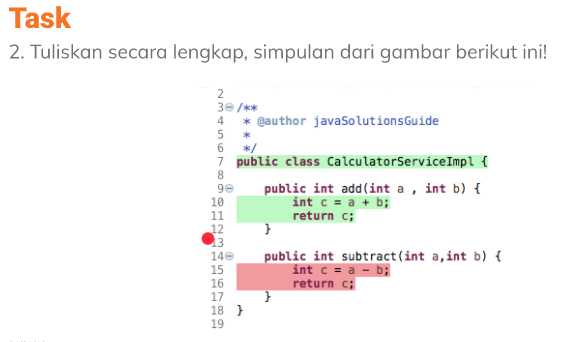 Task
2. Tuliskan secara lengkap, simpulan dari gambar berikut ini!
2
3 /**
4 * @author javaSolutionsGuide
5 *
6 */
7 public class CalculatorServiceImpl {
8
9 public int add(int a , int b) {
10 int c = a + b;
11 return c;
12 }
13
14 public int subtract(int a,int b) {
15 int c = a - b;
16 return c;
17 }
18 }
19